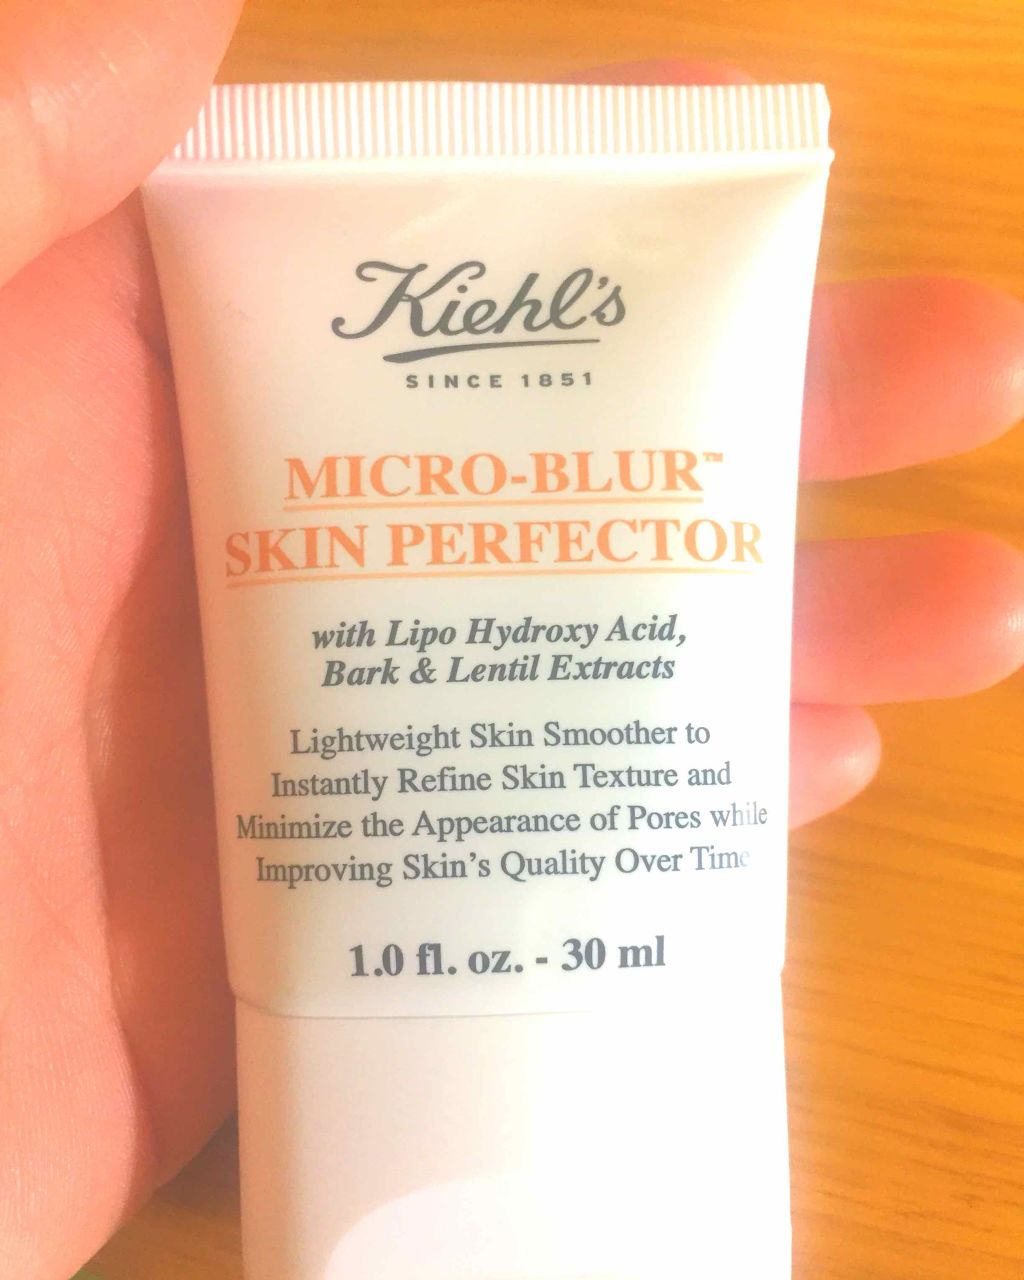 Kiehl's
SINCE 1851
MICRO-BLUR™
SKIN PERFECTOR
with Lipo Hydroxy Acid,
Bark & Lentil Extracts
Lightweight Skin Smoother to
Instantly Refine Skin Texture and
Minimize the Appearance of Pores while
Improving Skin's Quality Over Time
1.0 fl. oz. - 30 ml